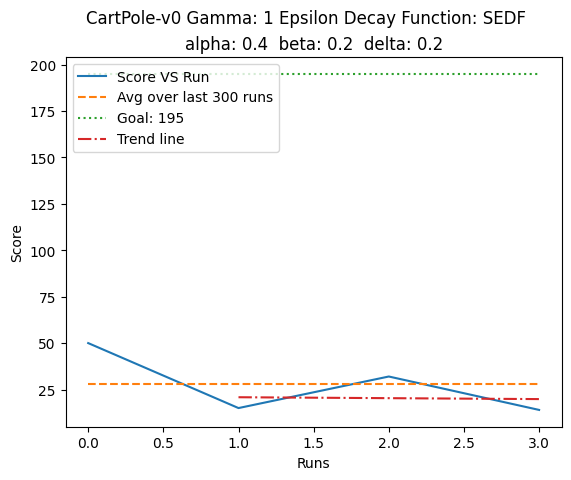 CartPole-v0 Gamma: 1 Epsilon Decay Function: SEDF
alpha: 0.4 beta: 0.2 delta: 0.2
Score VS Run
Avg over last 300 runs
Goal: 195
Trend line
200
175
150
125
100
75
50
25
Score
0.0 0.5 1.0 1.5 2.0 2.5 3.0
Runs